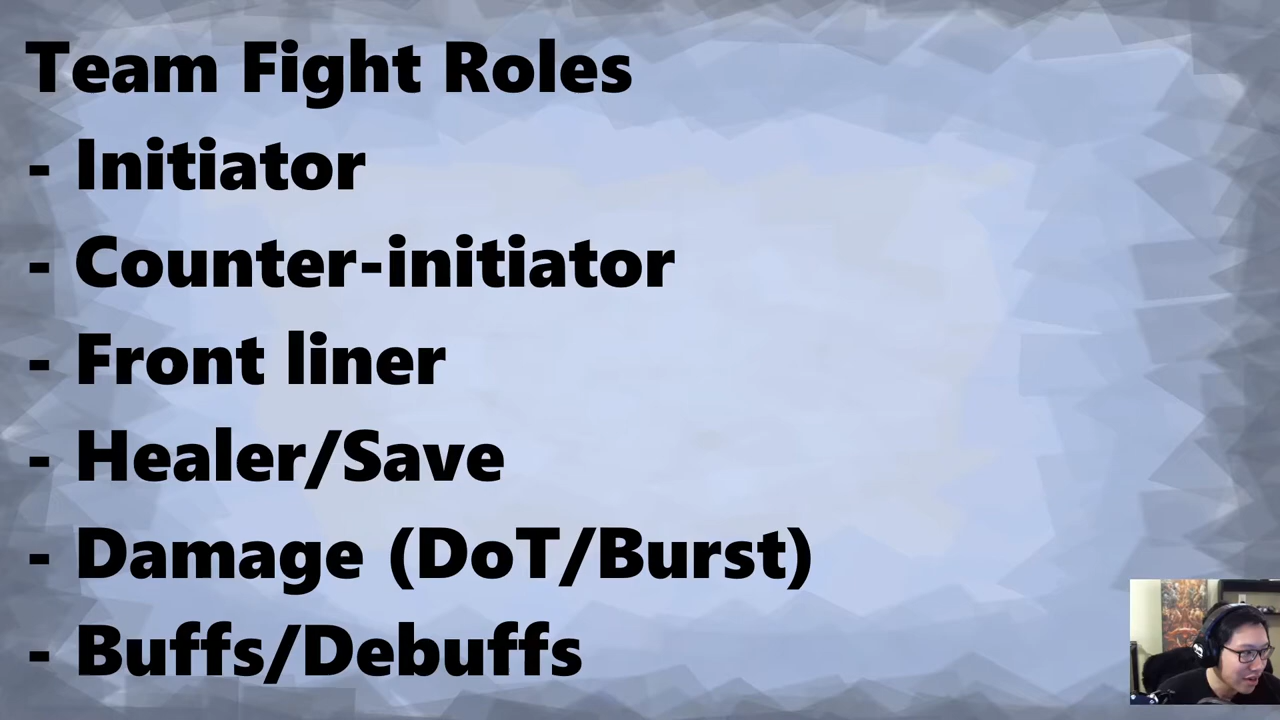 Team Fight Roles
- Initiator
- Counter-initiator
- Front liner
- Healer/Save
- Damage (DoT/Burst)
- Buffs/Debuffs